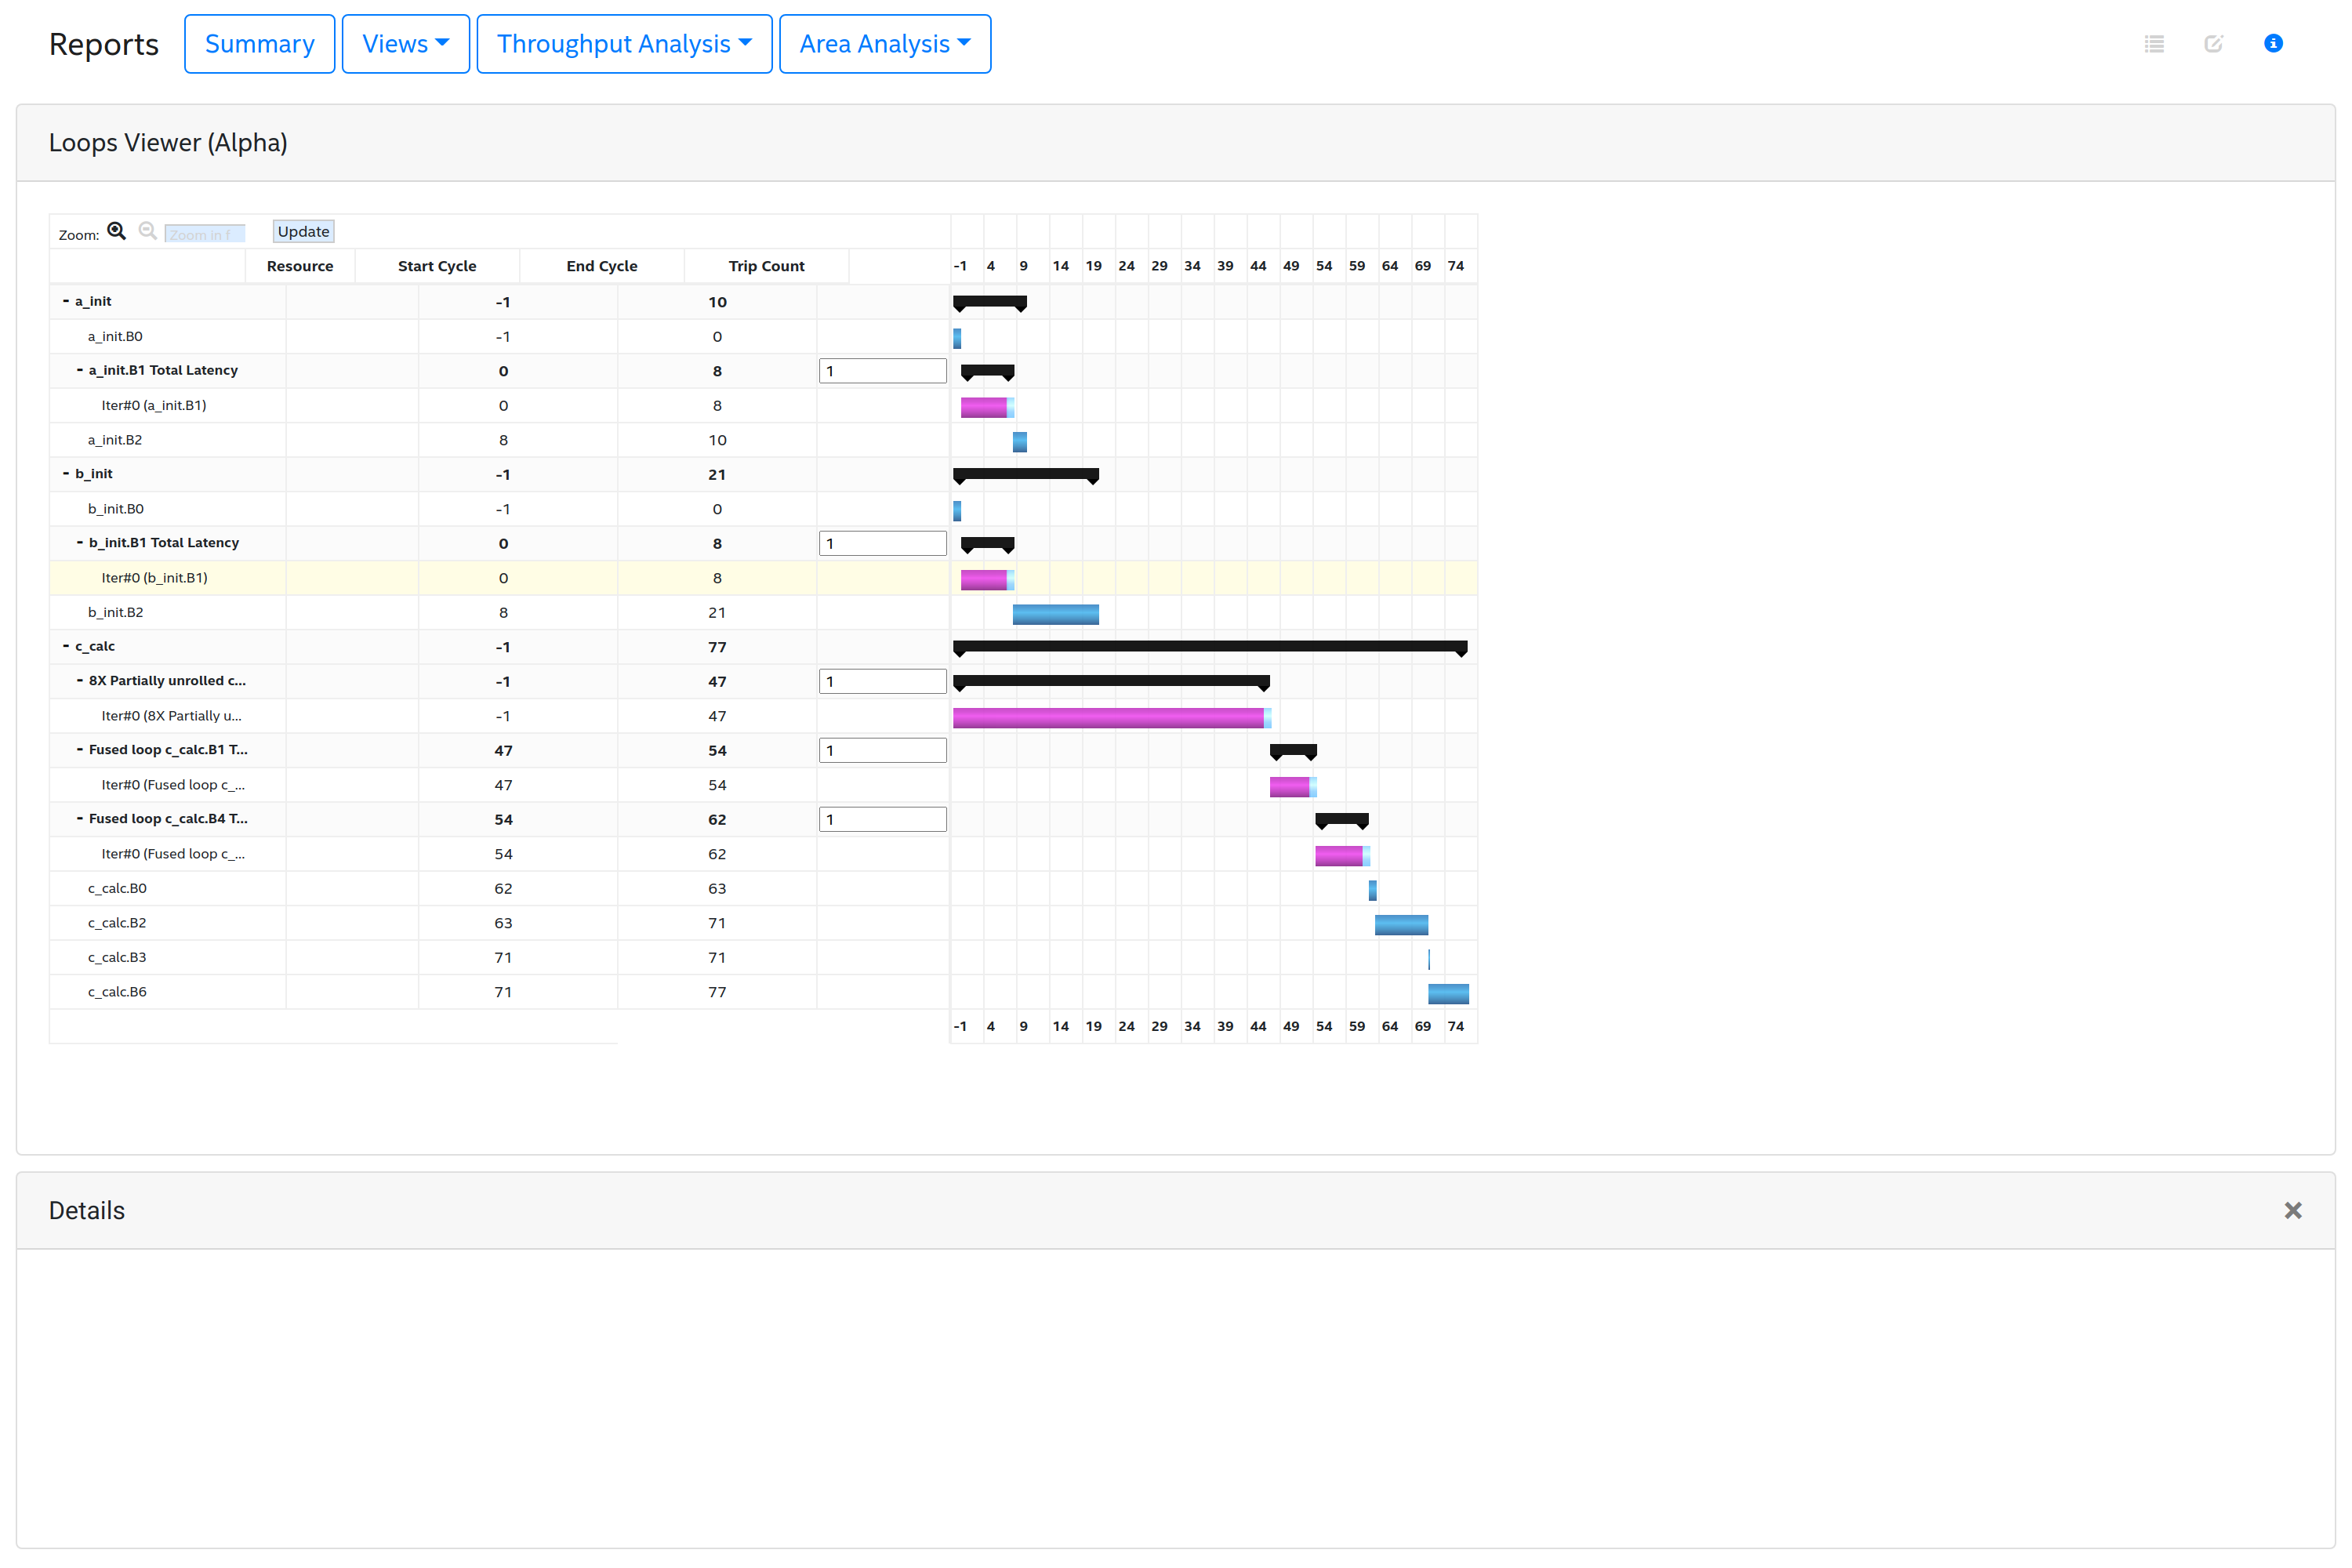 Reports Summary Views Throughput Analysis Area Analysis
Loops Viewer (Alpha)
Zoom: Zoom in f Update
Resource Start Cycle End Cycle Trip Count -1 4 9 14 19 24 29 34 39 44 49 54 59 64 69 74
- a_init -1 10
a_init.B0 -1 0
- a_init.B1 Total Latency 0 8 1
Iter#0 (a_init.B1) 0 8
a_init.B2 8 10
- b_init -1 21
b_init.B0 -1 0
- b_init.B1 Total Latency 0 8 1
Iter#0 (b_init.B1) 0 8
b_init.B2 8 21
- c_calc -1 77
- 8X Partially unrolled c... -1 47 1
Iter#0 (8X Partially u... -1 47
- Fused loop c_calc.B1 T... 47 54 1
Iter#0 (Fused loop c_... 47 54
- Fused loop c_calc.B4 T... 54 62 1
Iter#0 (Fused loop c_... 54 62
c_calc.B0 62 63
c_calc.B2 63 71
c_calc.B3 71 71
c_calc.B6 71 77
-1 4 9 14 19 24 29 34 39 44 49 54 59 64 69 74
Details